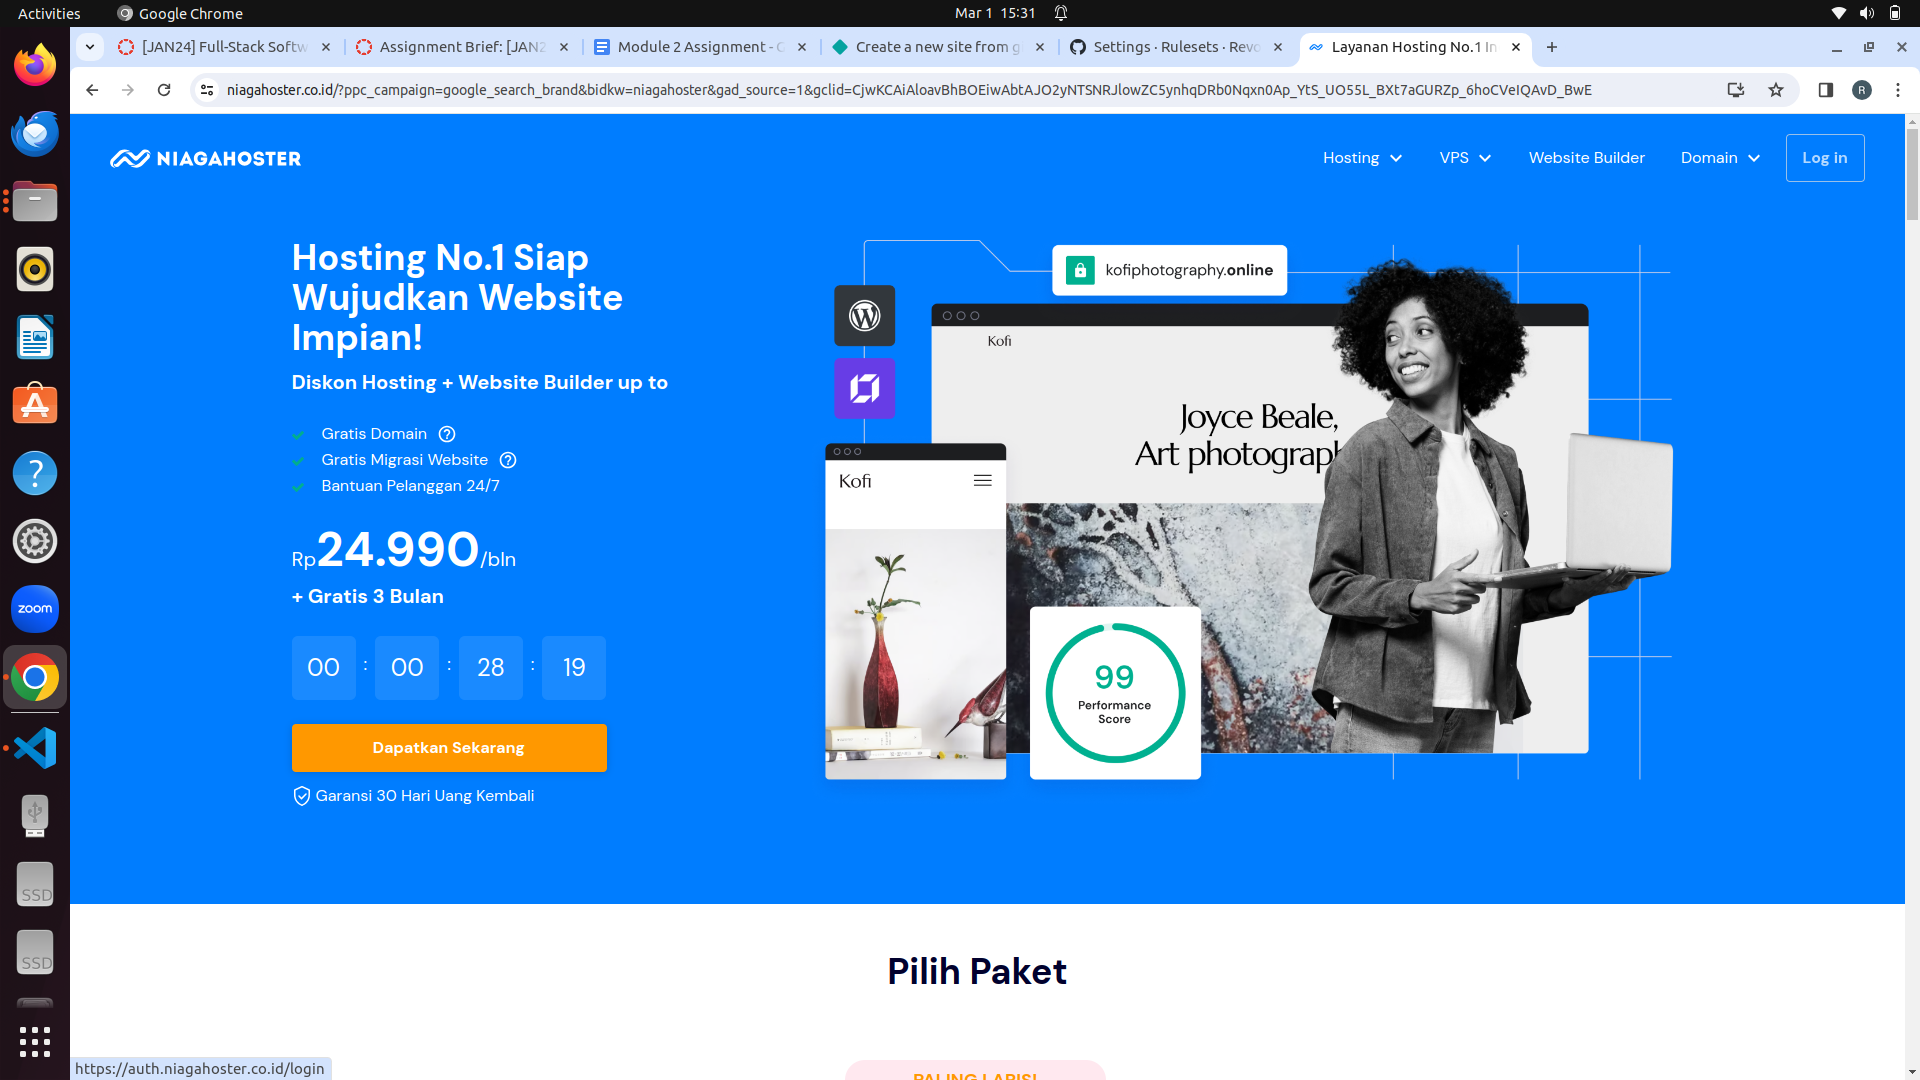 Activities
Google Chrome
Mar 1 15:31
[JAN24] Full-Stack Softw
Assignment Brief: [JAN2
Module 2 Assignment - G
Create a new site from g
Settings · Rulesets · Revo
Layanan Hosting No.1 In
niagahoster.co.id/?ppc_campaign=google_search_brand&bidkw=niagahoster&gad_source=1&gclid=CjwKCAiAloavBhBOEiwAbtAJO2yNTSNRJlowZC5ynhqDRb0Nqxn0Ap_YtS_UO55L_BXt7aGURZp_6hoCVeIQAvD_BwE
R
NIAGAHOSTER
Hosting
VPS
Website Builder
Domain
Log in
Hosting No.1 Siap
Wujudkan Website
Impian!
Diskon Hosting + Website Builder up to
Gratis Domain ?
Gratis Migrasi Website ?
Bantuan Pelanggan 24/7
Rp24.990/bln
+ Gratis 3 Bulan
00 : 00 : 28 : 19
Dapatkan Sekarang
Garansi 30 Hari Uang Kembali
kofiphotography.online
Kofi
Joyce Beale,
Art photograph
Kofi
99
Performance
Score
Pilih Paket
PALING LARIS!
zoom
SSD
SSD
https://auth.niagahoster.co.id/login